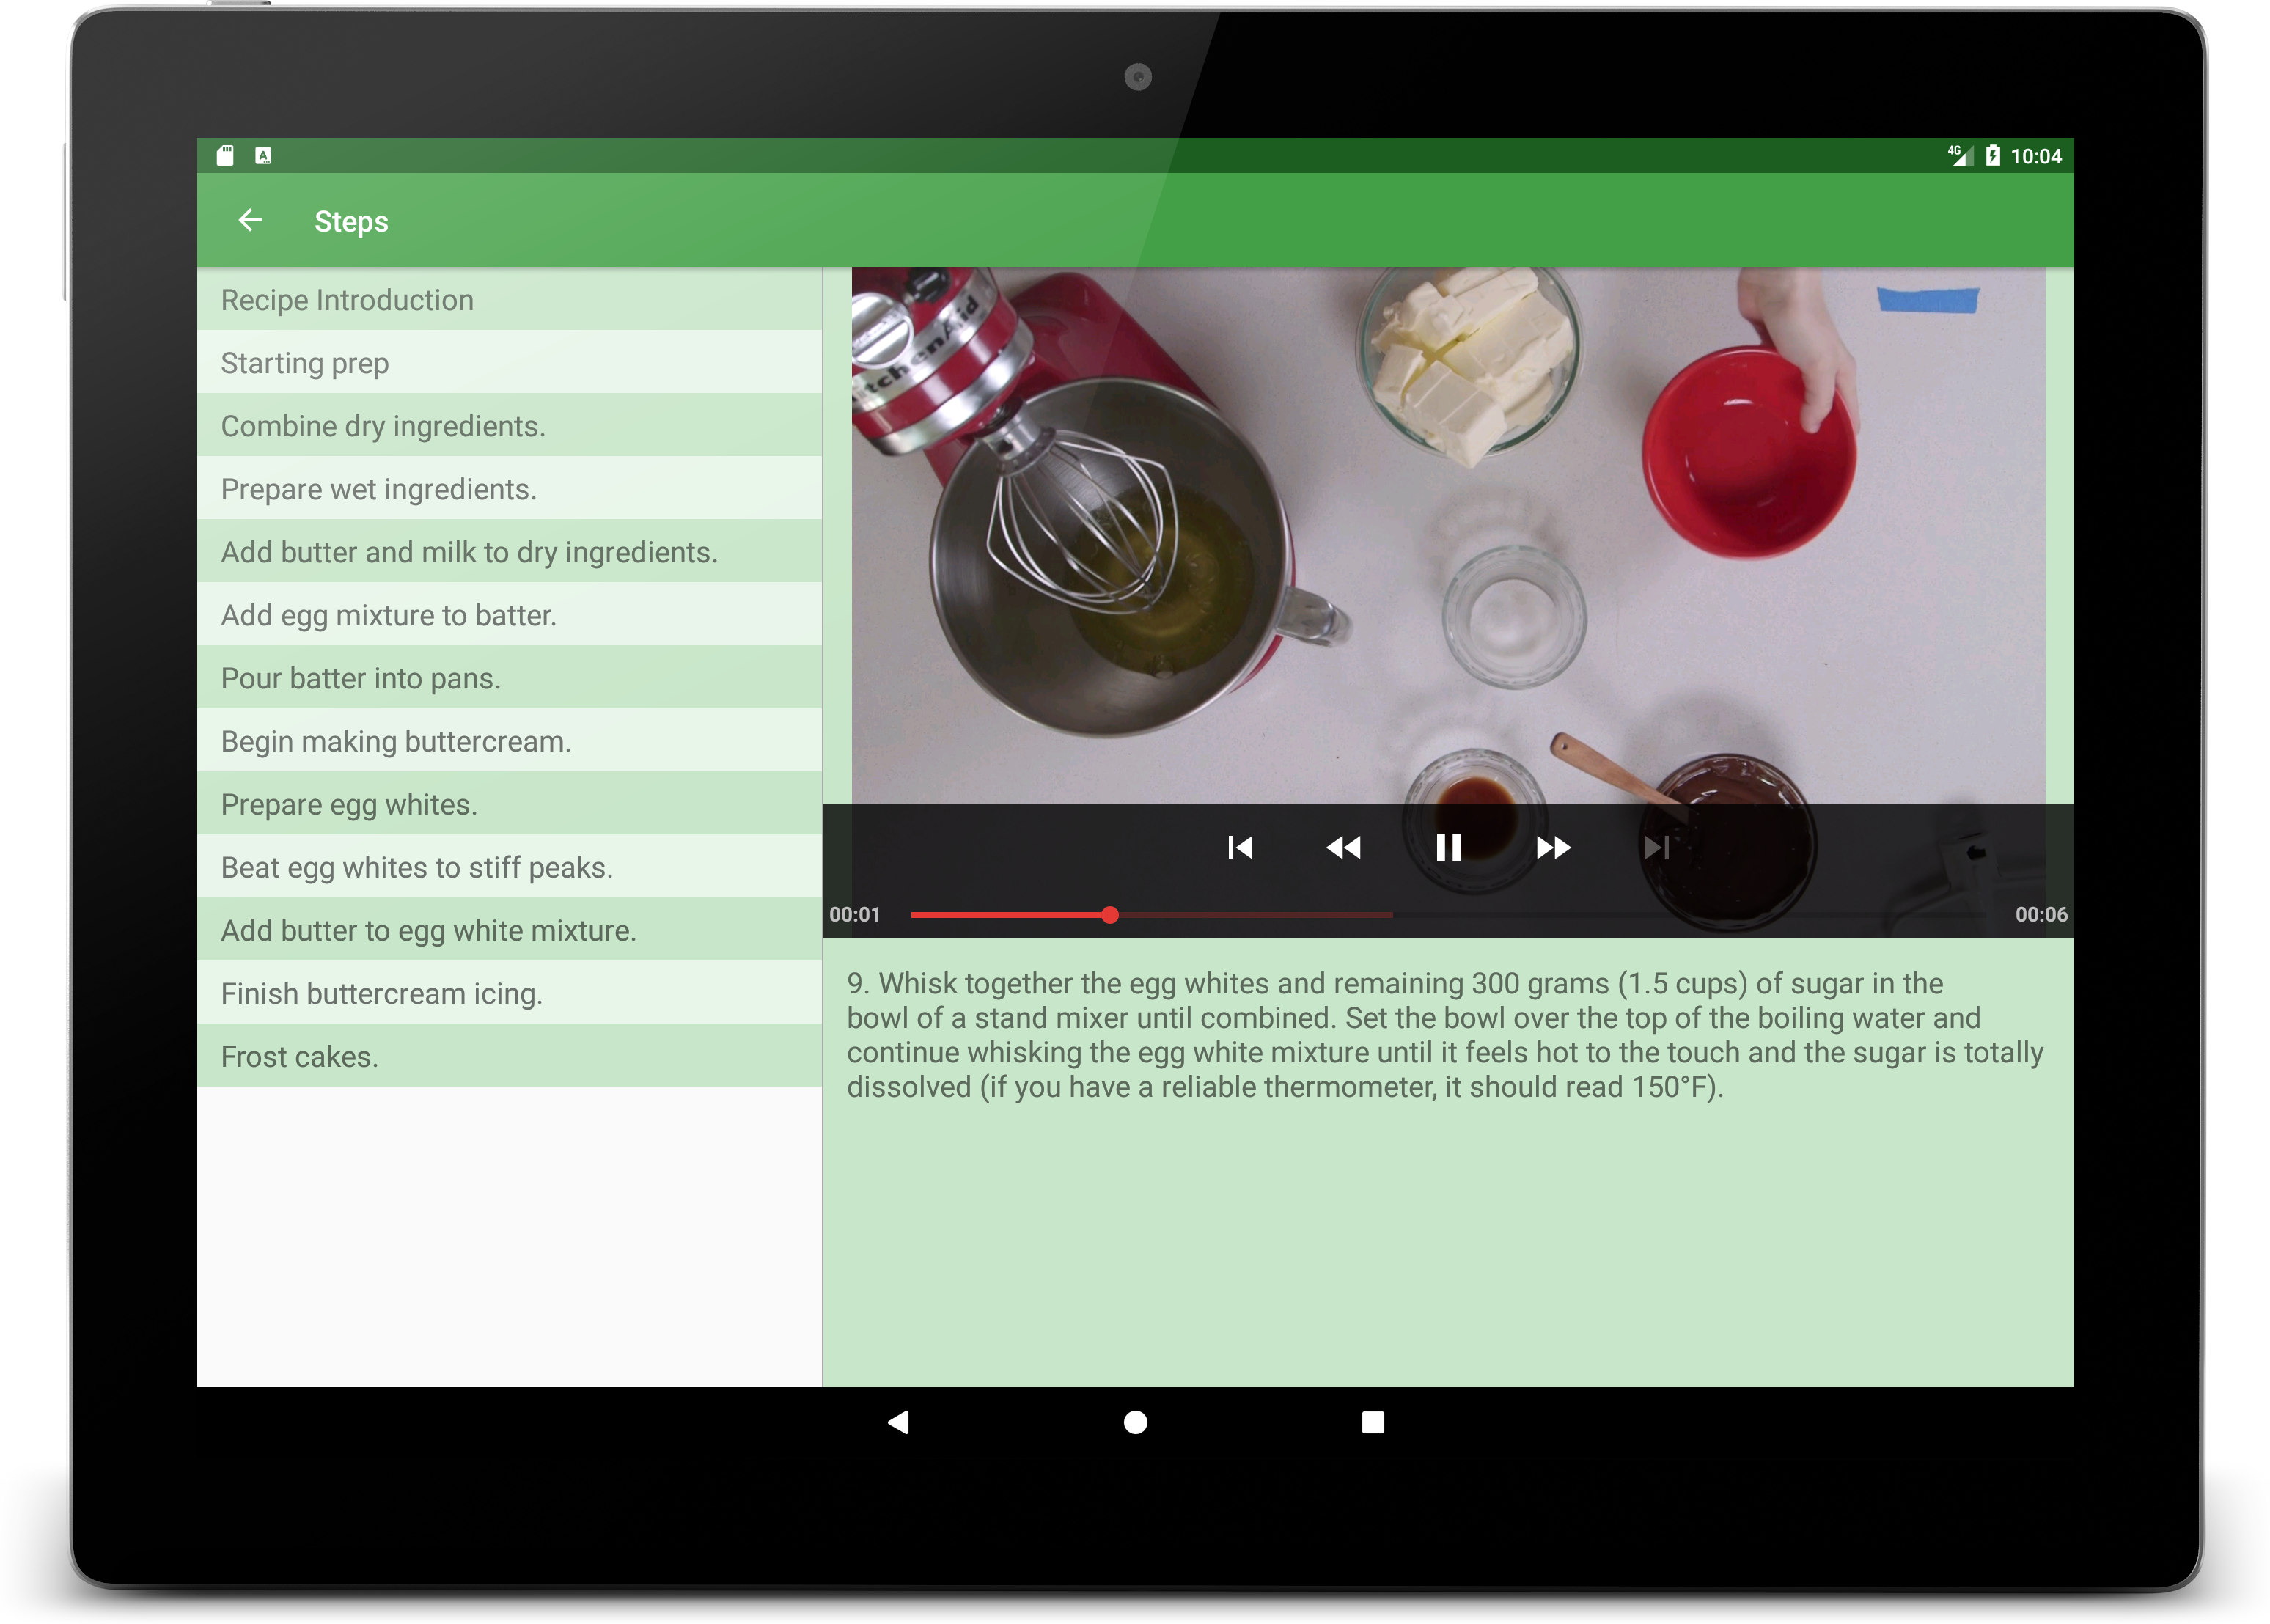 A
4G
10:04
Steps
Recipe Introduction
Starting prep
Combine dry ingredients.
Prepare wet ingredients.
Add butter and milk to dry ingredients.
Add egg mixture to batter.
Pour batter into pans.
Begin making buttercream.
Prepare egg whites.
Beat egg whites to stiff peaks.
Add butter to egg white mixture.
Finish buttercream icing.
Frost cakes.
tchenAid
00:01
00:06
9. Whisk together the egg whites and remaining 300 grams (1.5 cups) of sugar in the
bowl of a stand mixer until combined. Set the bowl over the top of the boiling water and
continue whisking the egg white mixture until it feels hot to the touch and the sugar is totally
dissolved (if you have a reliable thermometer, it should read 150°F).